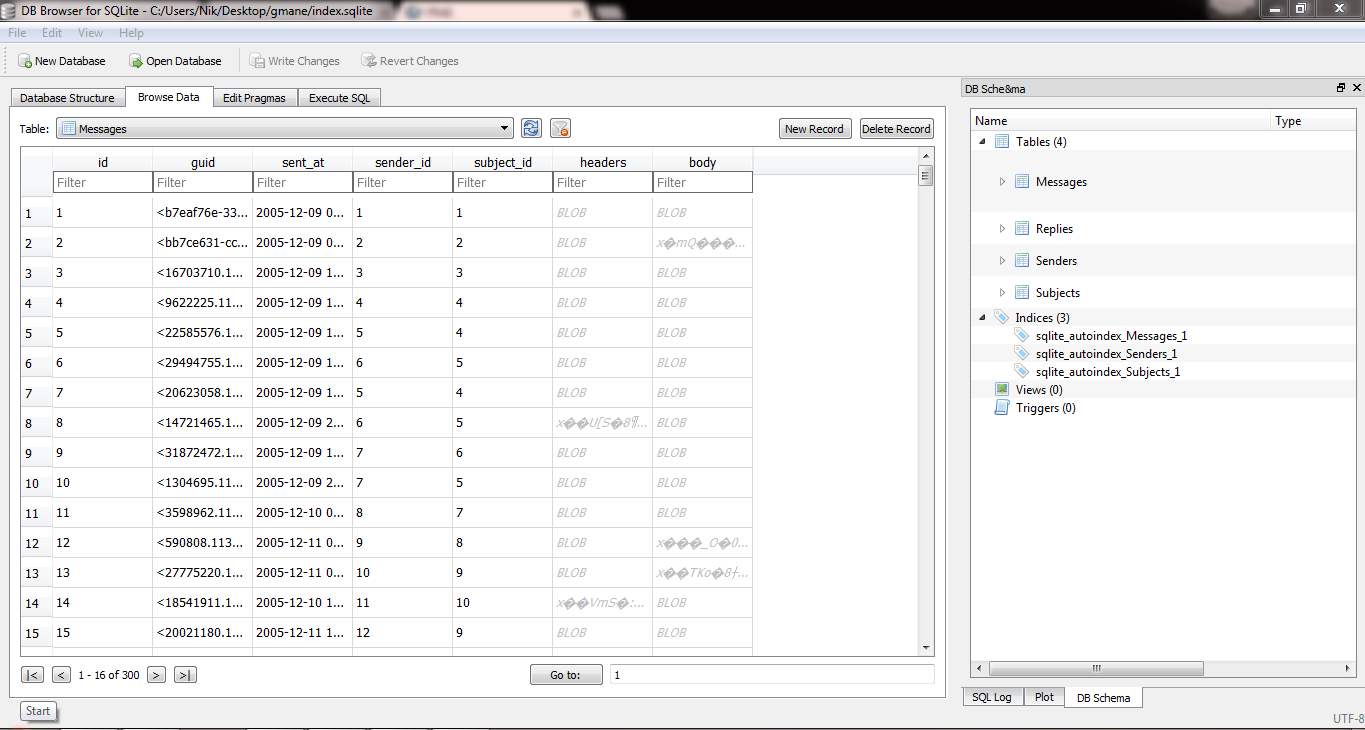 DB Browser for SQLite - C:/Users/Nik/Desktop/gmane/index.sqlite
File Edit View Help
New Database Open Database Write Changes Revert Changes
Database Structure Browse Data Edit Pragmas Execute SQL
Table: Messages New Record Delete Record
id guid sent_at sender_id subject_id headers body
Filter Filter Filter Filter Filter Filter Filter
1 1 <b7eaf76e-33... 2005-12-09 0... 1 1 BLOB BLOB
2 2 <bb7ce631-cc... 2005-12-09 0... 2 2 BLOB x�mQ���...
3 3 <16703710.1... 2005-12-09 1... 3 3 BLOB BLOB
4 4 <9622225.11... 2005-12-09 1... 4 4 BLOB BLOB
5 5 <22585576.1... 2005-12-09 1... 5 4 BLOB BLOB
6 6 <29494755.1... 2005-12-09 1... 6 5 BLOB BLOB
7 7 <20623058.1... 2005-12-09 1... 5 4 BLOB BLOB
8 8 <14721465.1... 2005-12-09 2... 6 5 x��U[S�8¶... BLOB
9 9 <31872472.1... 2005-12-09 1... 7 6 BLOB BLOB
10 10 <1304695.11... 2005-12-09 2... 7 5 BLOB BLOB
11 11 <3598962.11... 2005-12-10 0... 8 7 BLOB BLOB
12 12 <590808.113... 2005-12-11 0... 9 8 BLOB x���_O�0...
13 13 <27775220.1... 2005-12-11 0... 10 9 BLOB x��TKo�8┼...
14 14 <18541911.1... 2005-12-10 1... 11 10 x��VmS�:... BLOB
15 15 <20021180.1... 2005-12-11 1... 12 9 BLOB BLOB
|< < 1 - 16 of 300 > >| Go to: 1
Start
DB Sche&ma
Name Type
Tables (4)
Messages
Replies
Senders
Subjects
Indices (3)
sqlite_autoindex_Messages_1
sqlite_autoindex_Senders_1
sqlite_autoindex_Subjects_1
Views (0)
Triggers (0)
SQL Log Plot DB Schema
UTF-8